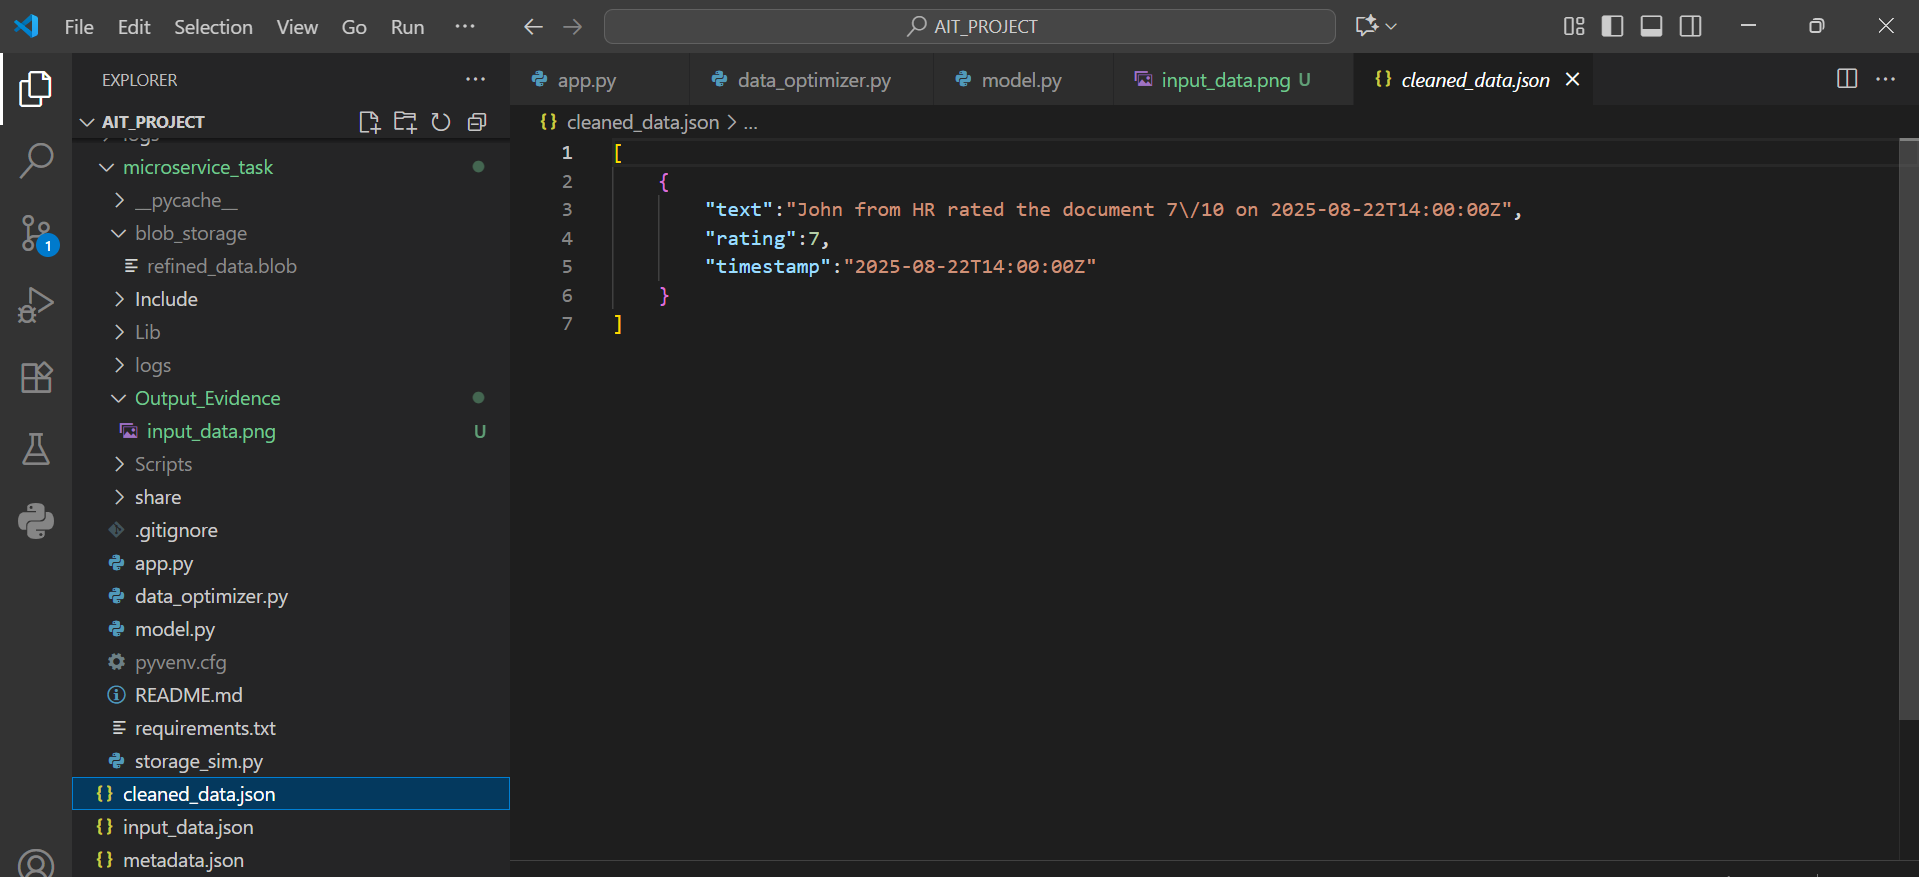 File Edit Selection View Go Run ···
AIT_PROJECT
EXPLORER
app.py
data_optimizer.py
model.py
input_data.png U
{} cleaned_data.json
AIT_PROJECT
{} cleaned_data.json > ...
logs
microservice_task
__pycache__
blob_storage
refined_data.blob
Include
Lib
logs
Output_Evidence
input_data.png U
Scripts
share
.gitignore
app.py
data_optimizer.py
model.py
pyvenv.cfg
README.md
requirements.txt
storage_sim.py
{} cleaned_data.json
{} input_data.json
{} metadata.json
1
1 [
2 {
3 "text":"John from HR rated the document 7\/10 on 2025-08-22T14:00:00Z",
4 "rating":7,
5 "timestamp":"2025-08-22T14:00:00Z"
6 }
7 ]